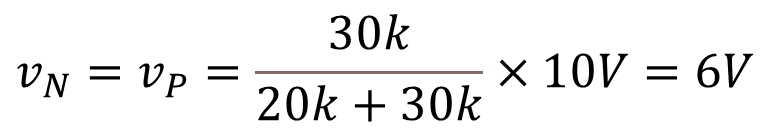 v_N = v_P = 30k / (20k + 30k) × 10V = 6V